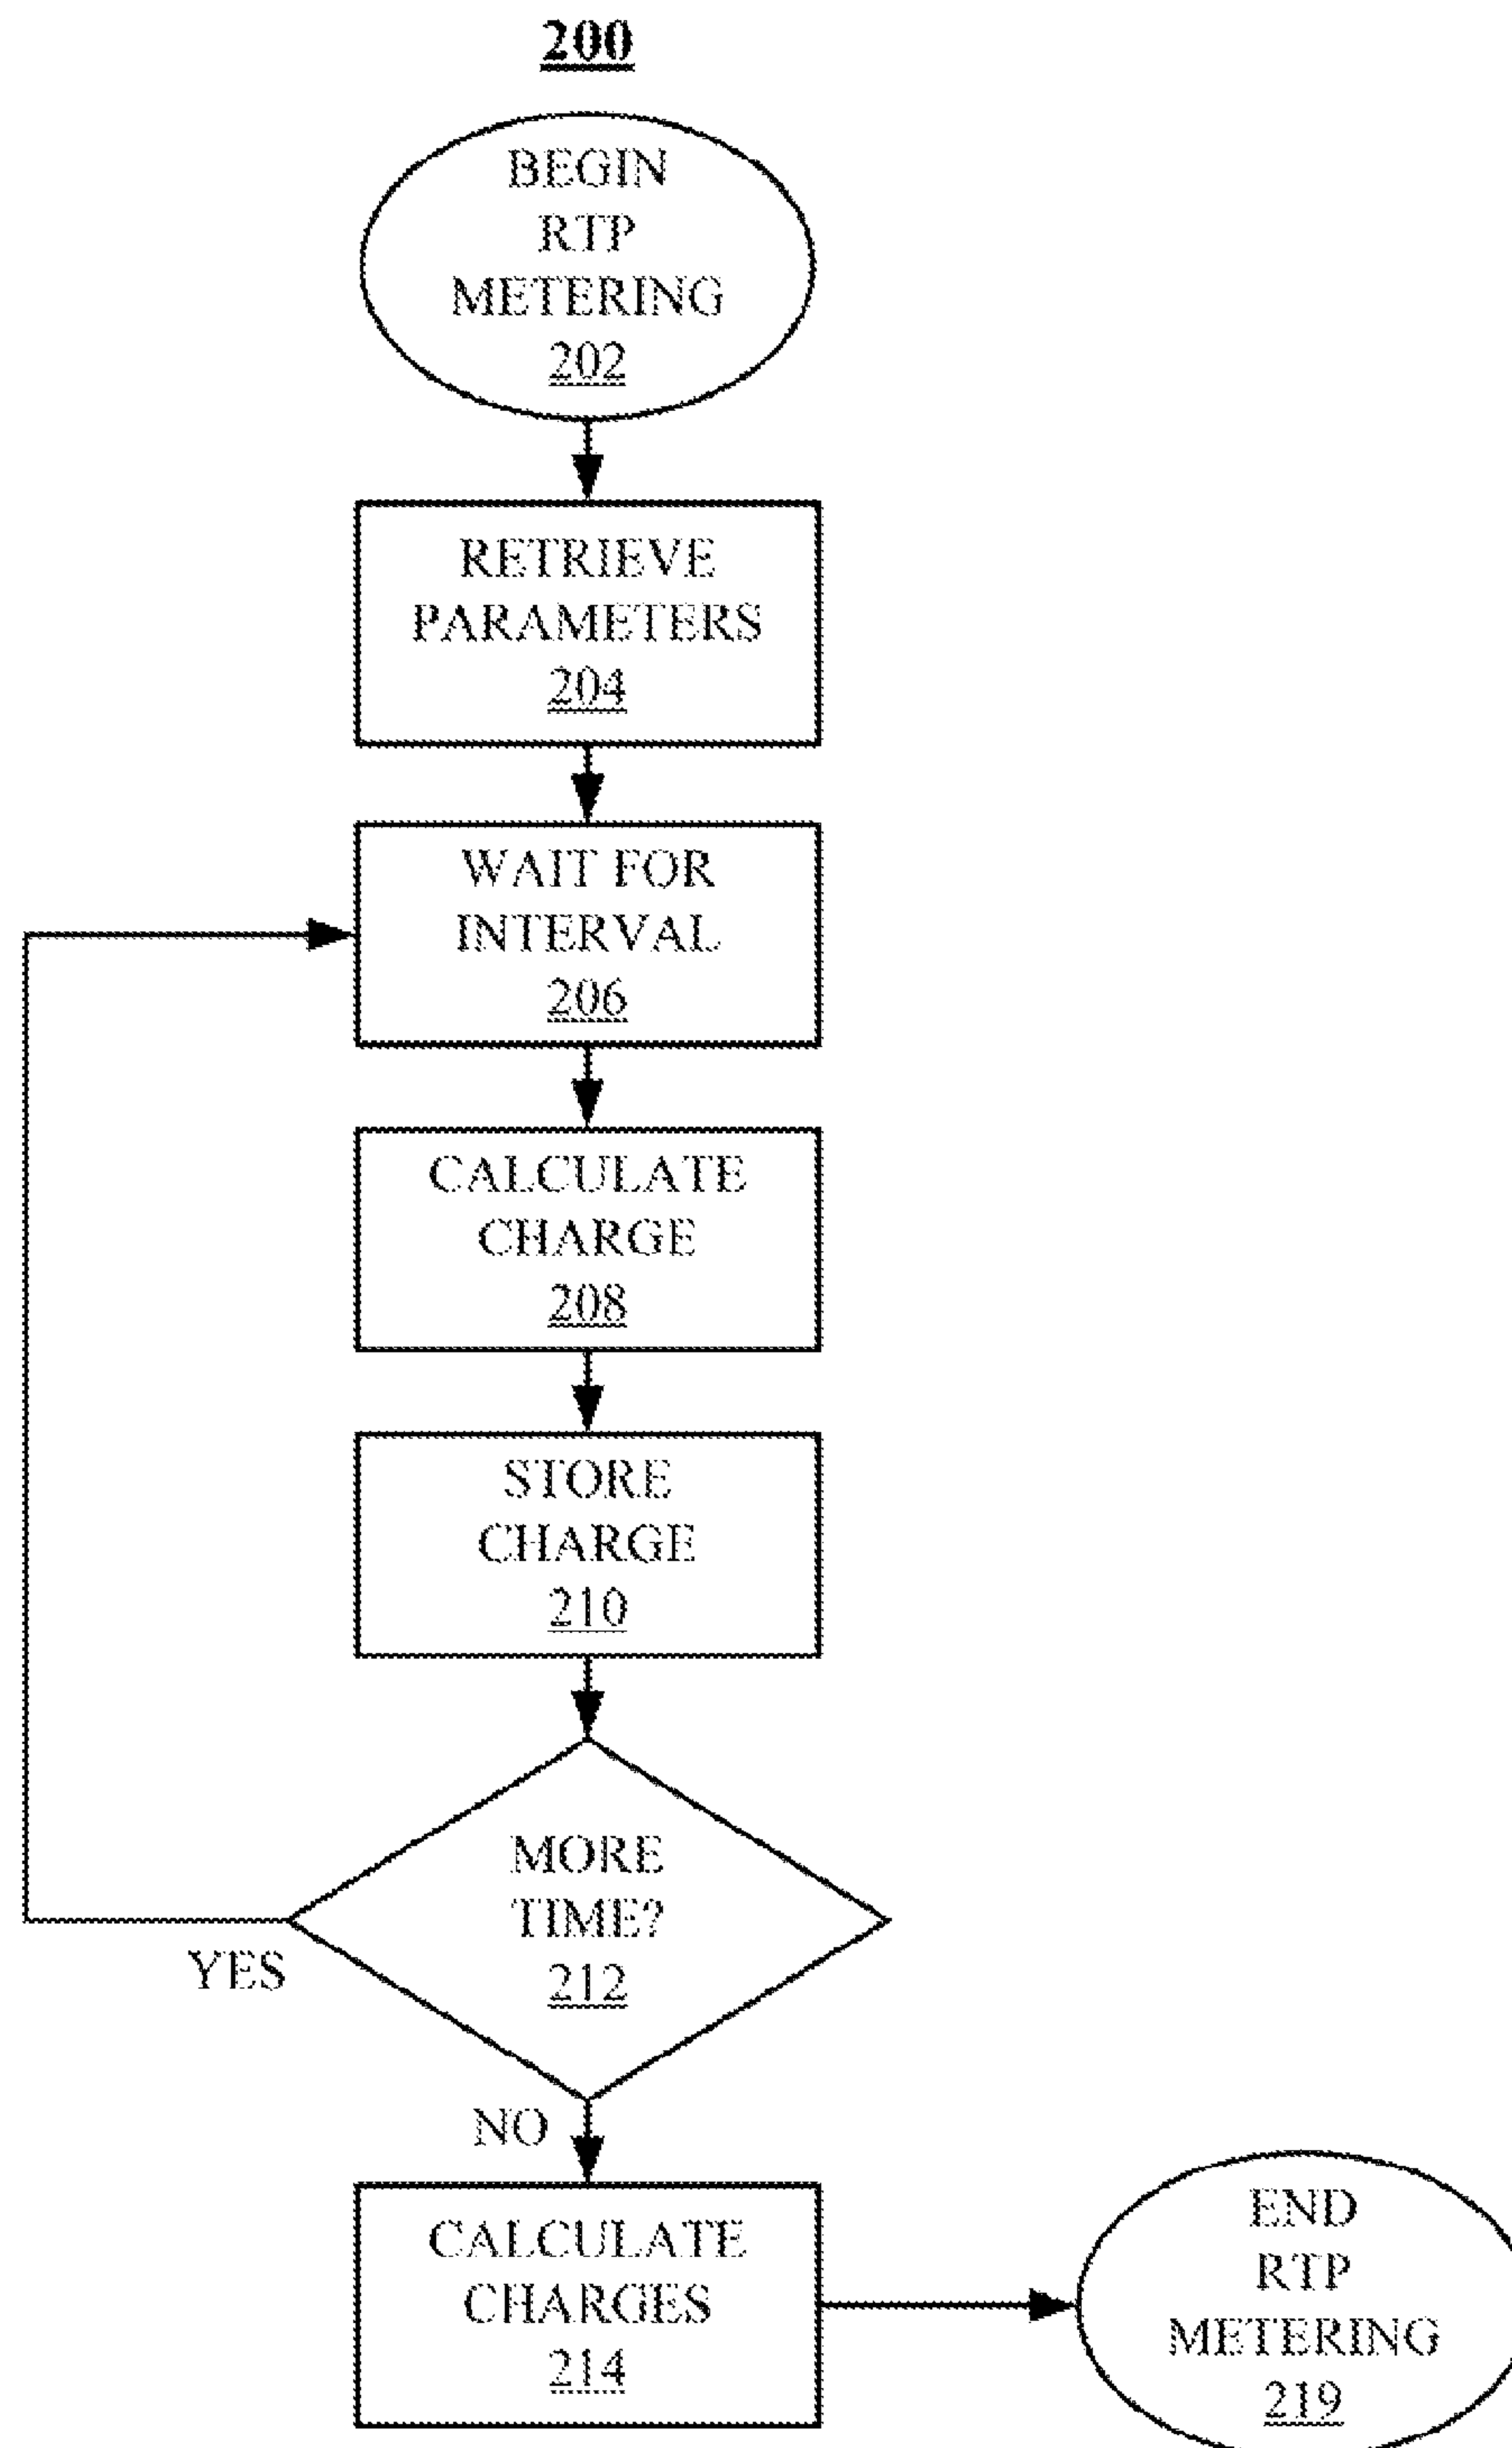 200
BEGIN
RTP
METERING
202
RETRIEVE
PARAMETERS
204
WAIT FOR
INTERVAL
206
CALCULATE
CHARGE
208
STORE
CHARGE
210
MORE
TIME?
212
YES
NO
CALCULATE
CHARGES
214
END
RTP
METERING
219